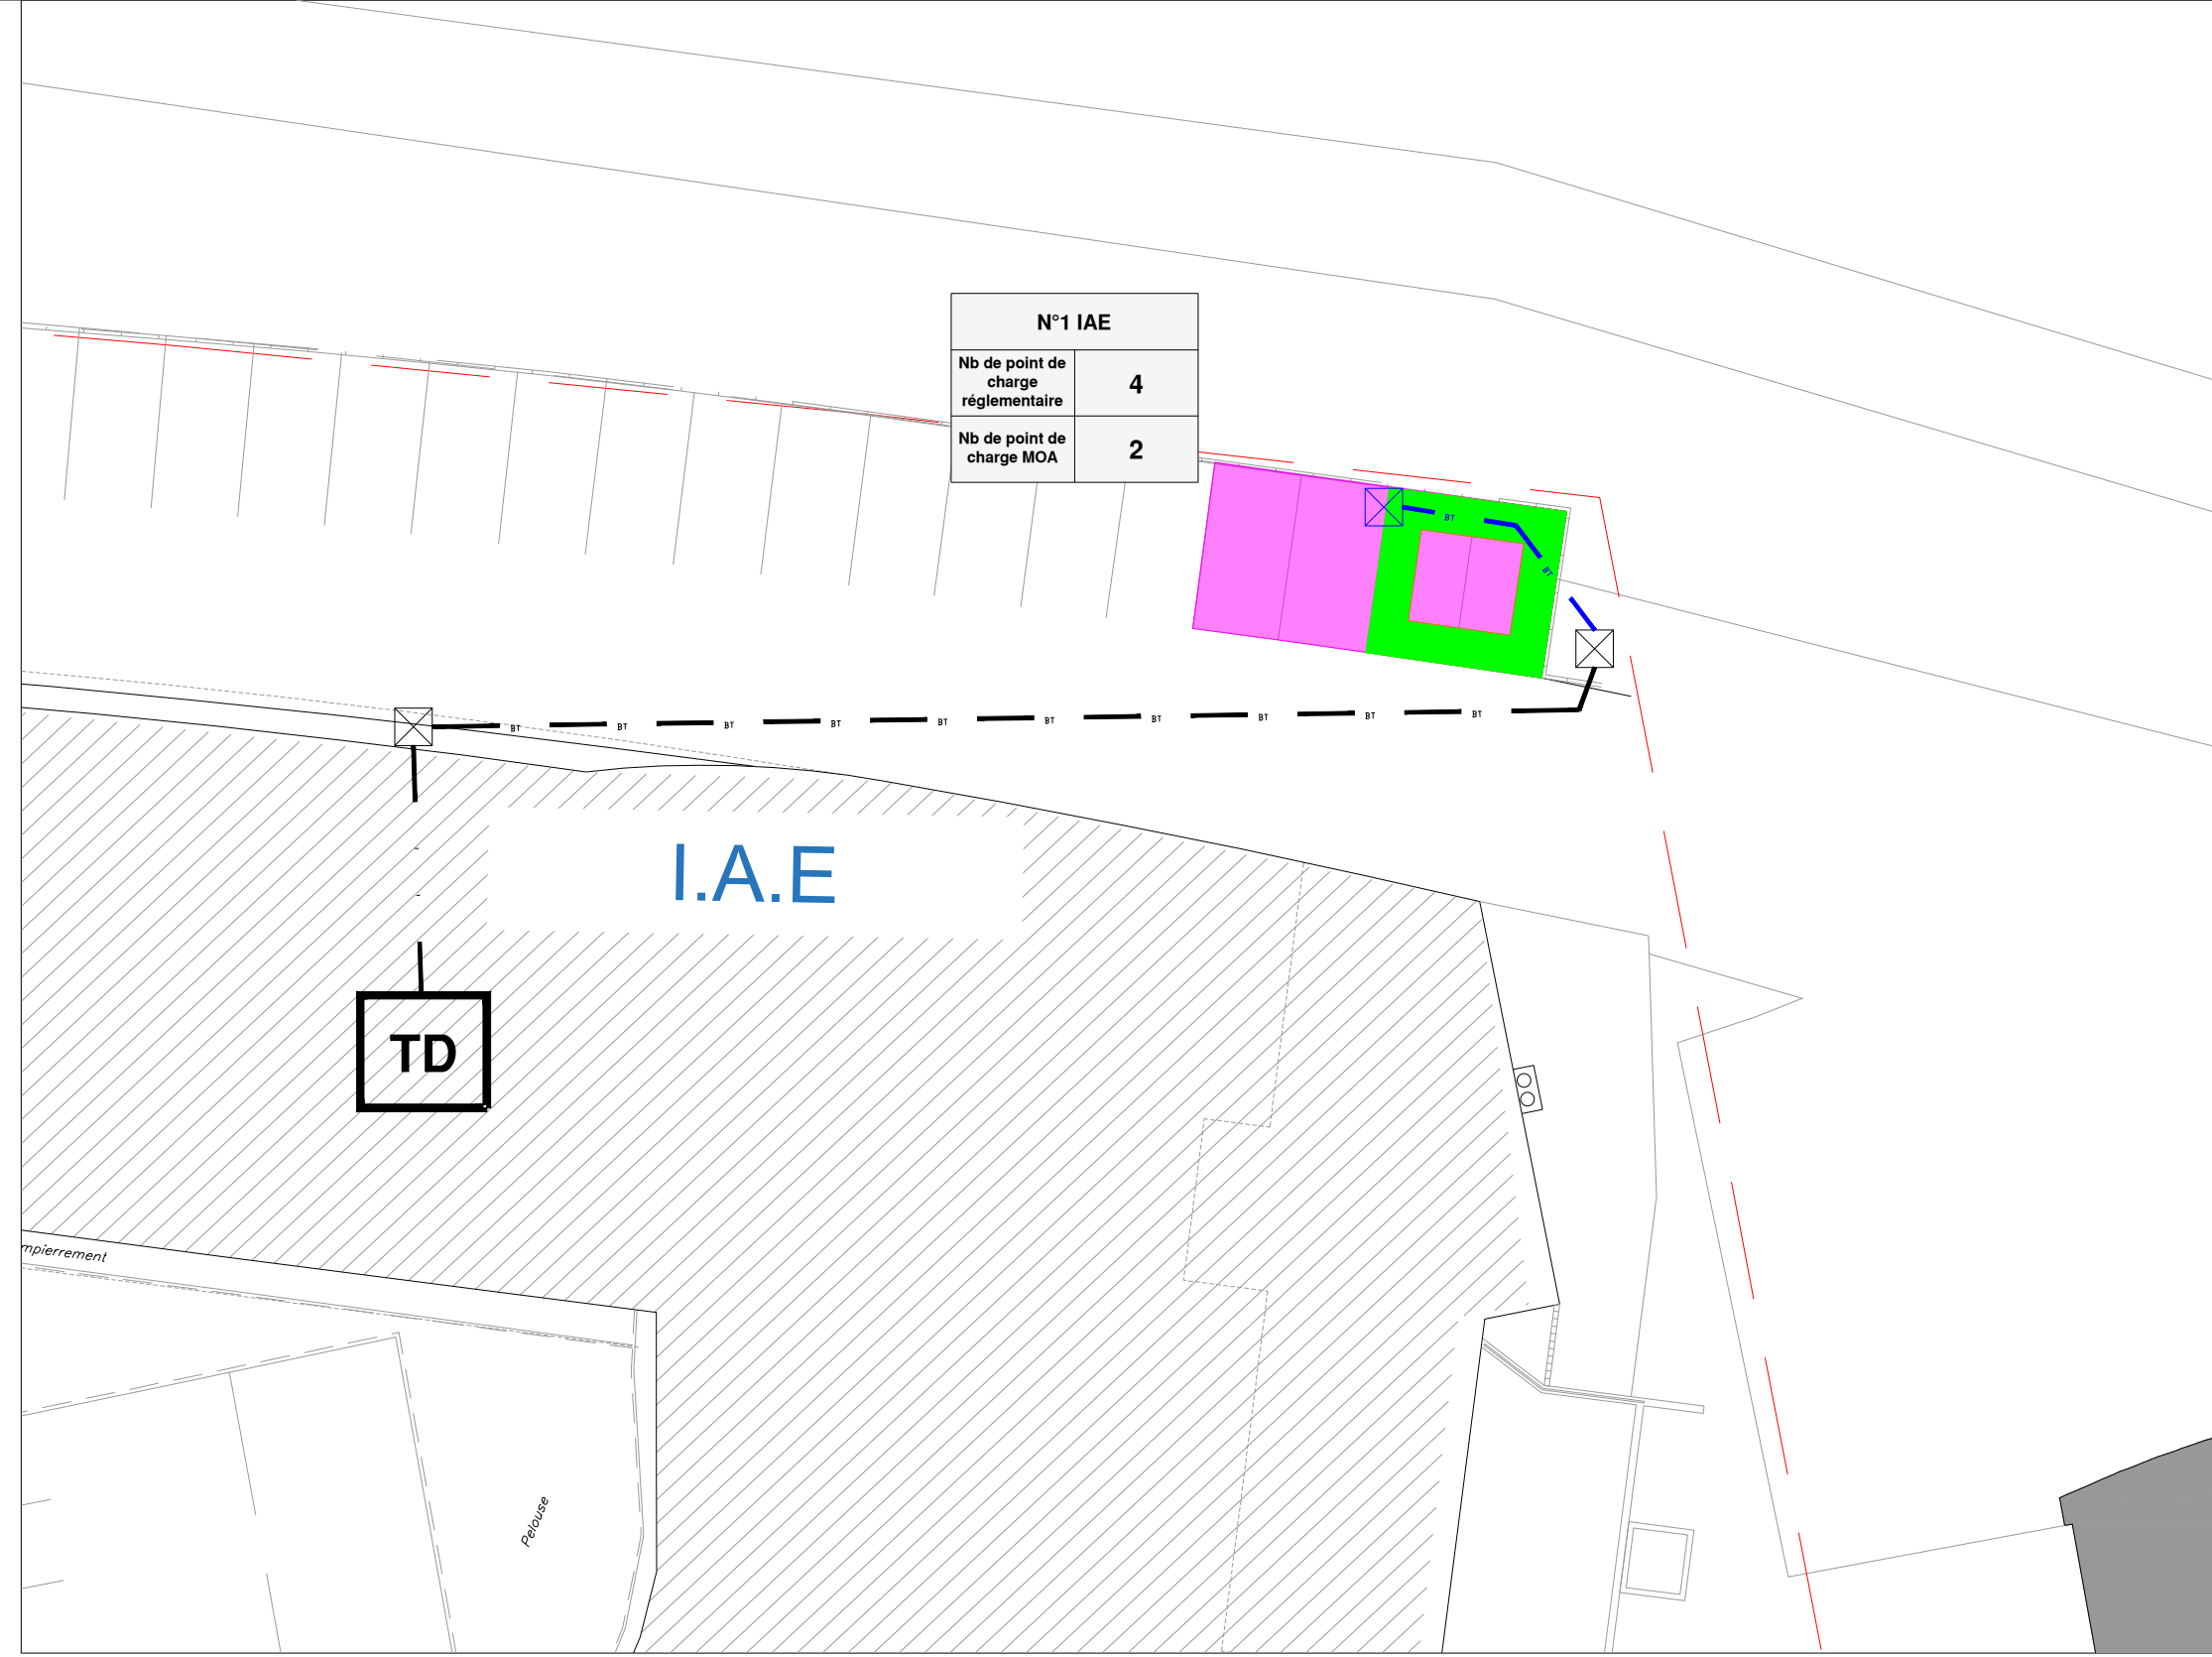 N°1 IAE
Nb de point de
charge
réglementaire
4
Nb de point de
charge MOA
2
BT
BT
BT
BT
BT
BT
BT
BT
BT
BT
BT
BT
I.A.E
TD
mpierrement
Pelouse